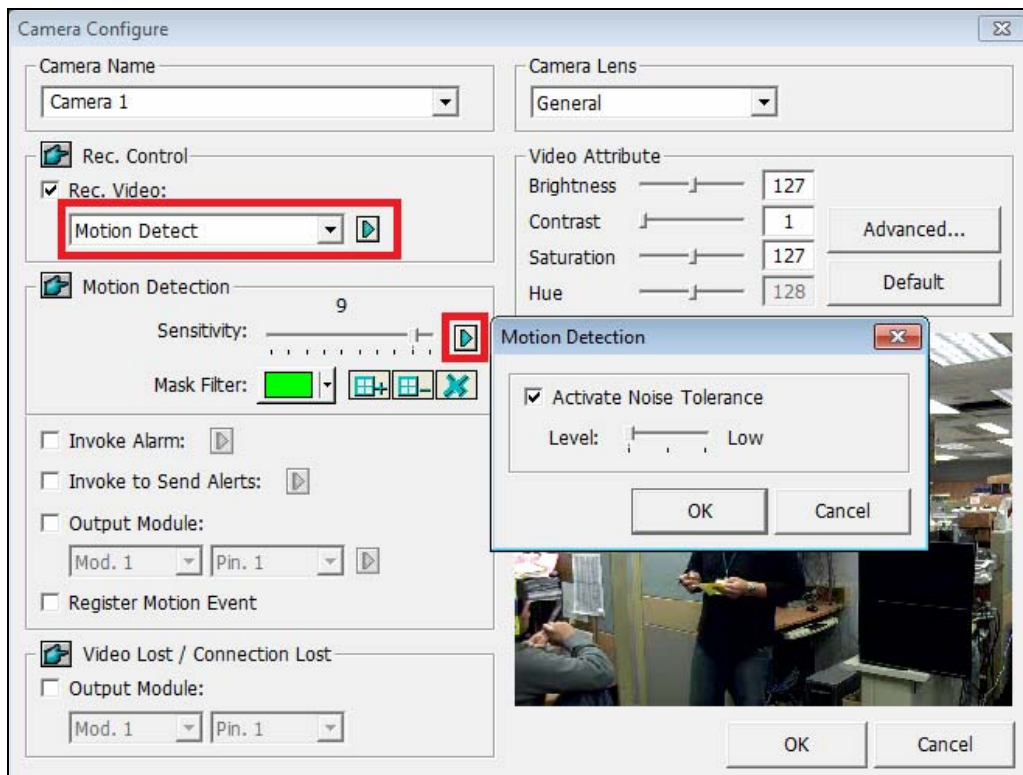 Camera Configure
Camera Name
Camera 1
Rec. Control
Rec. Video:
Motion Detect
Motion Detection
9
Sensitivity:
Mask Filter:
Invoke Alarm:
Invoke to Send Alerts:
Output Module:
Mod. 1 Pin. 1
Register Motion Event
Video Lost / Connection Lost
Output Module:
Mod. 1 Pin. 1
Camera Lens
General
Video Attribute
Brightness 127
Contrast 1
Saturation 127
Hue 128
Advanced...
Default
Motion Detection
Activate Noise Tolerance
Level: Low
OK Cancel
OK Cancel